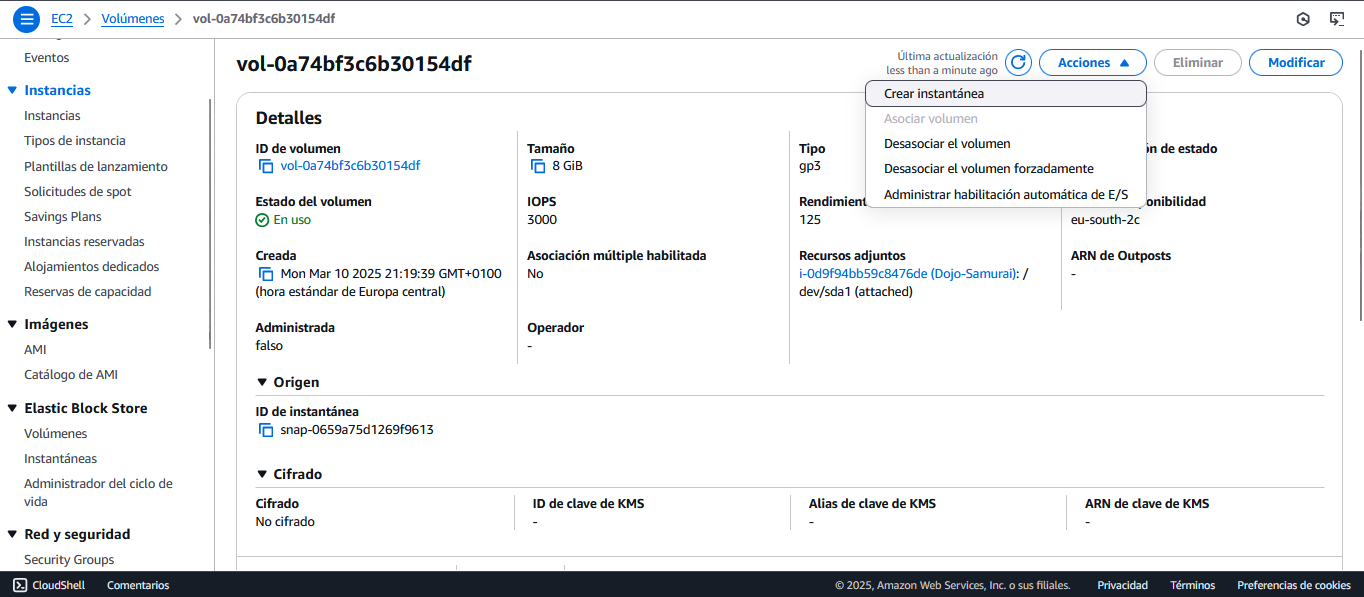 EC2 > Volúmenes > vol-0a74bf3c6b30154df
Eventos
Instancias
Instancias
Tipos de instancia
Plantillas de lanzamiento
Solicitudes de spot
Savings Plans
Instancias reservadas
Alojamientos dedicados
Reservas de capacidad
Imágenes
AMI
Catálogo de AMI
Elastic Block Store
Volúmenes
Instantáneas
Administrador del ciclo de
vida
Red y seguridad
Security Groups
vol-0a74bf3c6b30154df
Última actualización
less than a minute ago
Acciones
Eliminar
Modificar
Crear instantánea
Asociar volumen
Desasociar el volumen
Desasociar el volumen forzadamente
Administrar habilitación automática de E/S
Detalles
ID de volumen
vol-0a74bf3c6b30154df
Tamaño
8 GiB
Tipo
gp3
de estado
Estado del volumen
En uso
IOPS
3000
Rendimient
125
onibilidad
eu-south-2c
Creada
Mon Mar 10 2025 21:19:39 GMT+0100
(hora estándar de Europa central)
Asociación múltiple habilitada
No
Recursos adjuntos
i-0d9f94bb59c8476de (Dojo-Samurai): /
dev/sda1 (attached)
ARN de Outposts
-
Administrada
falso
Operador
-
Origen
ID de instantánea
snap-0659a75d1269f9613
Cifrado
Cifrado
No cifrado
ID de clave de KMS
-
Alias de clave de KMS
-
ARN de clave de KMS
-
CloudShell
Comentarios
© 2025, Amazon Web Services, Inc. o sus filiales.
Privacidad
Términos
Preferencias de cookies